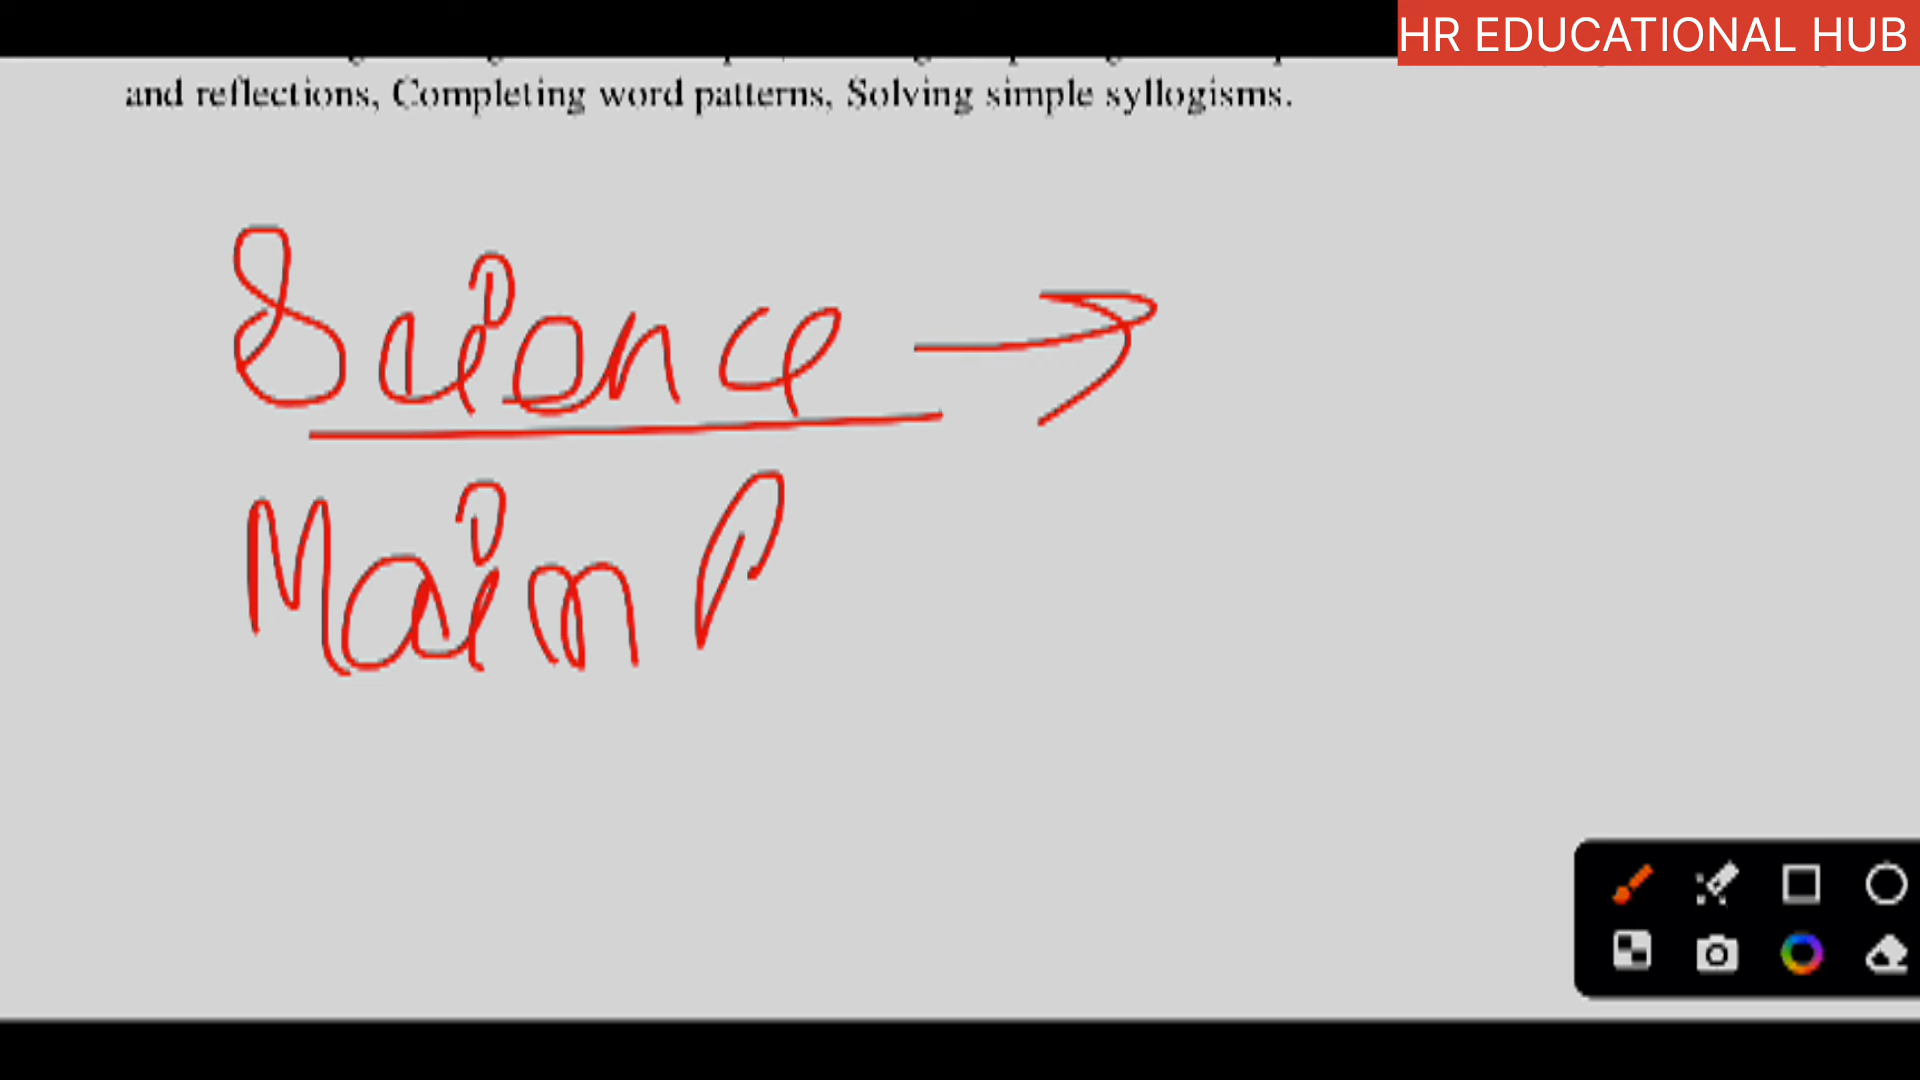 HR EDUCATIONAL HUB
and reflections, Completing word patterns, Solving simple syllogisms.
Science →
Main P